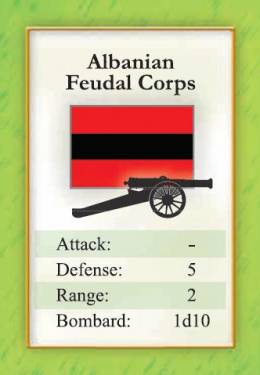 Albanian
Feudal Corps
Attack: -
Defense: 5
Range: 2
Bombard: 1d10